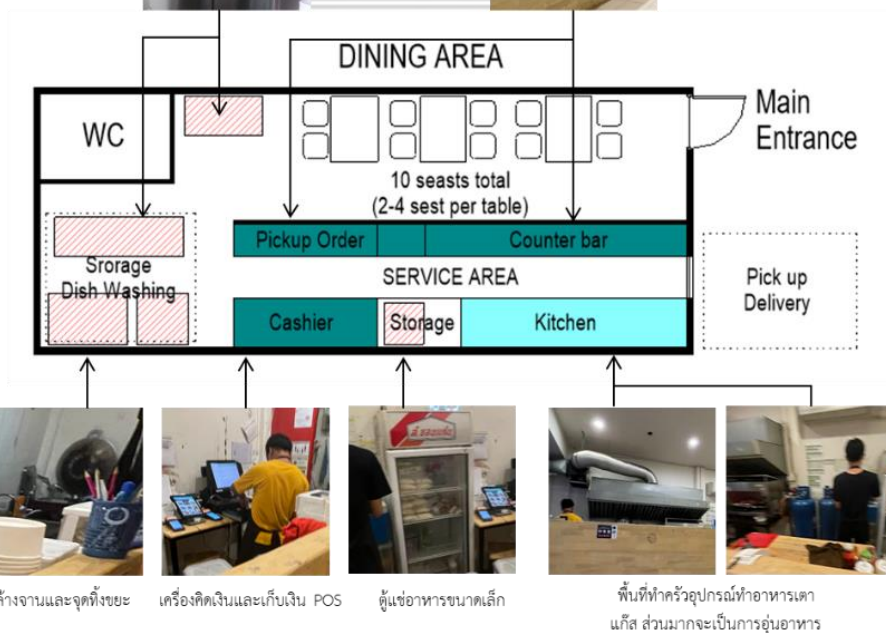 DINING AREA
WC
Main
Entrance
10 seasts total
(2-4 sest per table)
Pickup Order
Counter bar
Srorage
Dish Washing
SERVICE AREA
Pick up
Delivery
Cashier
Storage
Kitchen
ล้างจานและจุดทิ้งขยะ
เครื่องคิดเงินและเก็บเงิน POS
ตู้แช่อาหารขนาดเล็ก
พื้นที่ทำครัวอุปกรณ์ทำอาหารเตา
แก๊ส ส่วนมากจะเป็นการอุ่นอาหาร